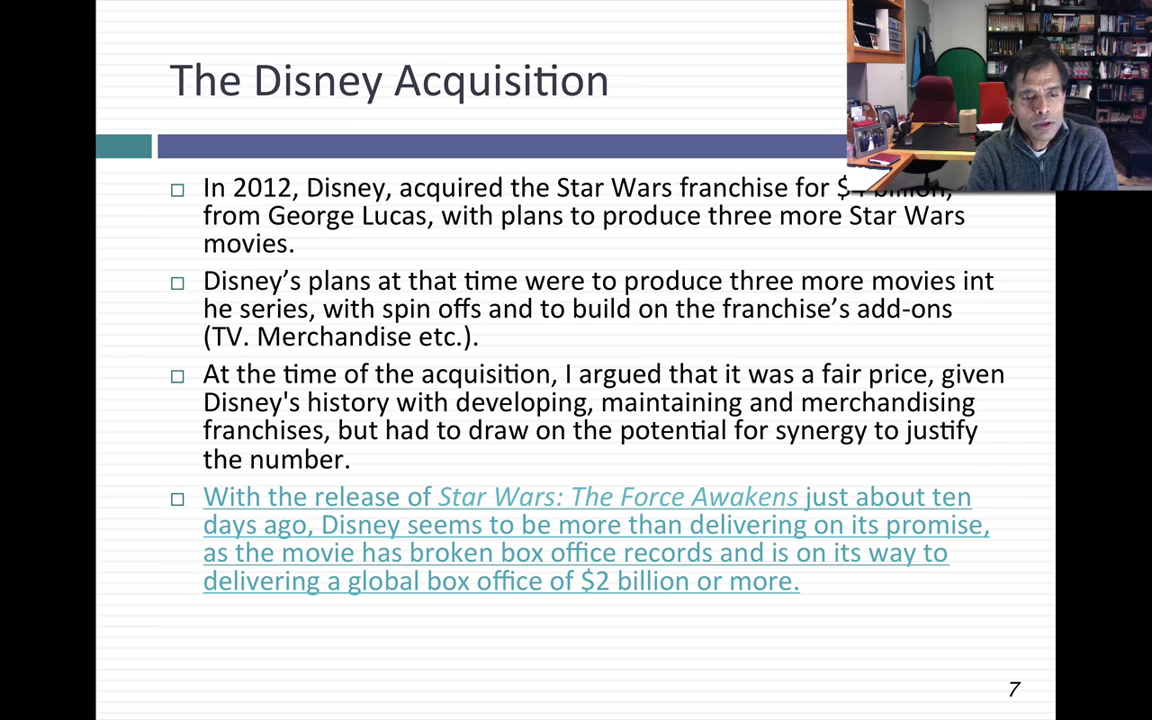 The Disney Acquisition
In 2012, Disney, acquired the Star Wars franchise for
from George Lucas, with plans to produce three more Star Wars
movies.
Disney’s plans at that time were to produce three more movies int
he series, with spin offs and to build on the franchise’s add-ons
(TV. Merchandise etc.).
At the time of the acquisition, I argued that it was a fair price, given
Disney's history with developing, maintaining and merchandising
franchises, but had to draw on the potential for synergy to justify
the number.
With the release of Star Wars: The Force Awakens just about ten
days ago, Disney seems to be more than delivering on its promise,
as the movie has broken box office records and is on its way to
delivering a global box office of $2 billion or more.
7